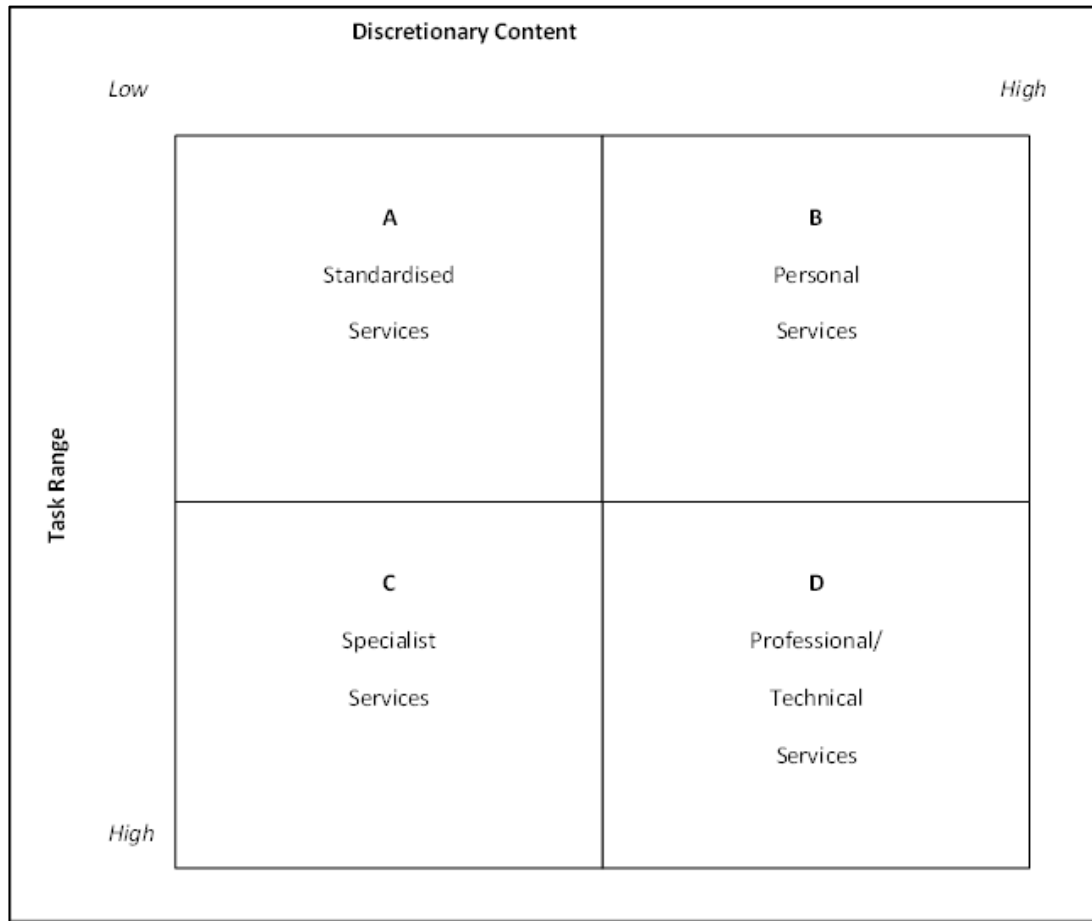 Discretionary Content
Low
High
A
Standardised
Services
B
Personal
Services
Task Range
C
Specialist
Services
D
Professional/
Technical
Services
High